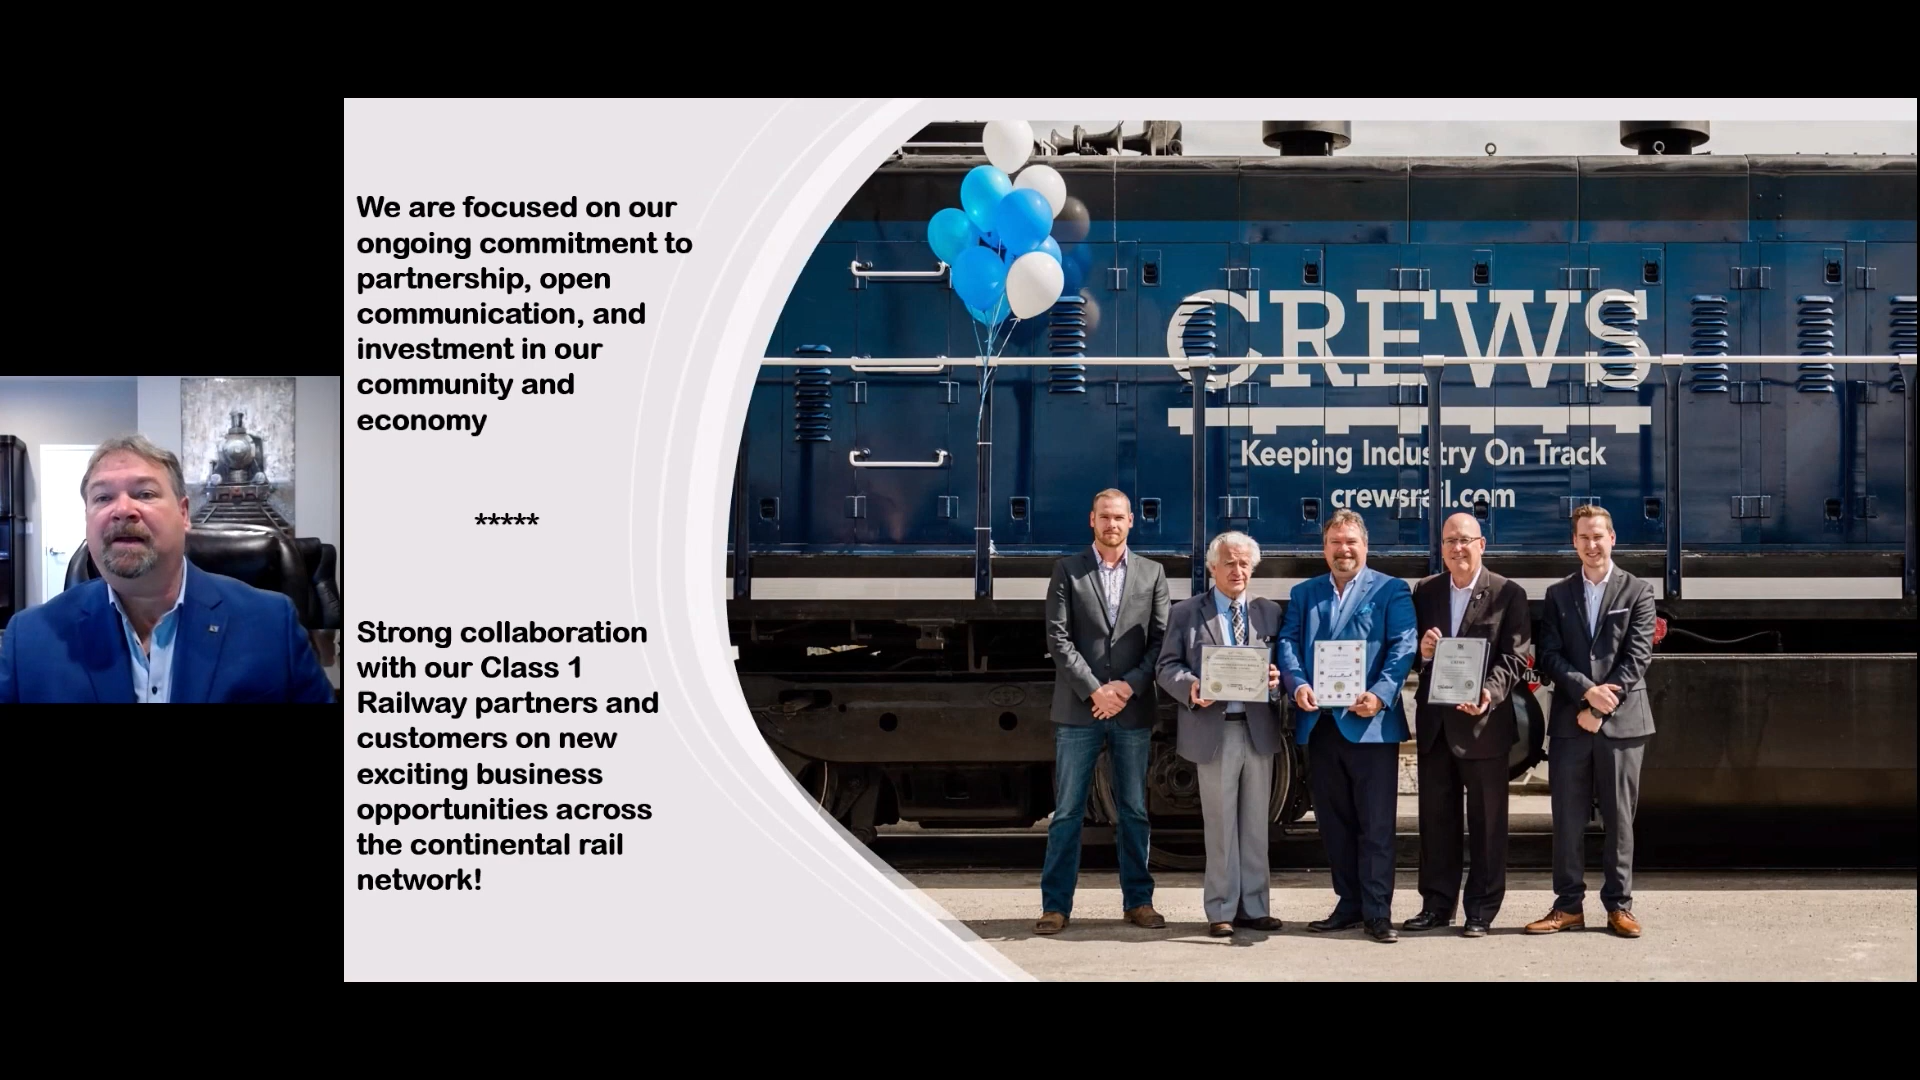 We are focused on our
ongoing commitment to
partnership, open
communication, and
investment in our
community and
economy
*****
Strong collaboration
with our Class 1
Railway partners and
customers on new
exciting business
opportunities across
the continental rail
network!
CREWS
Keeping Industry On Track
crewsrail.com